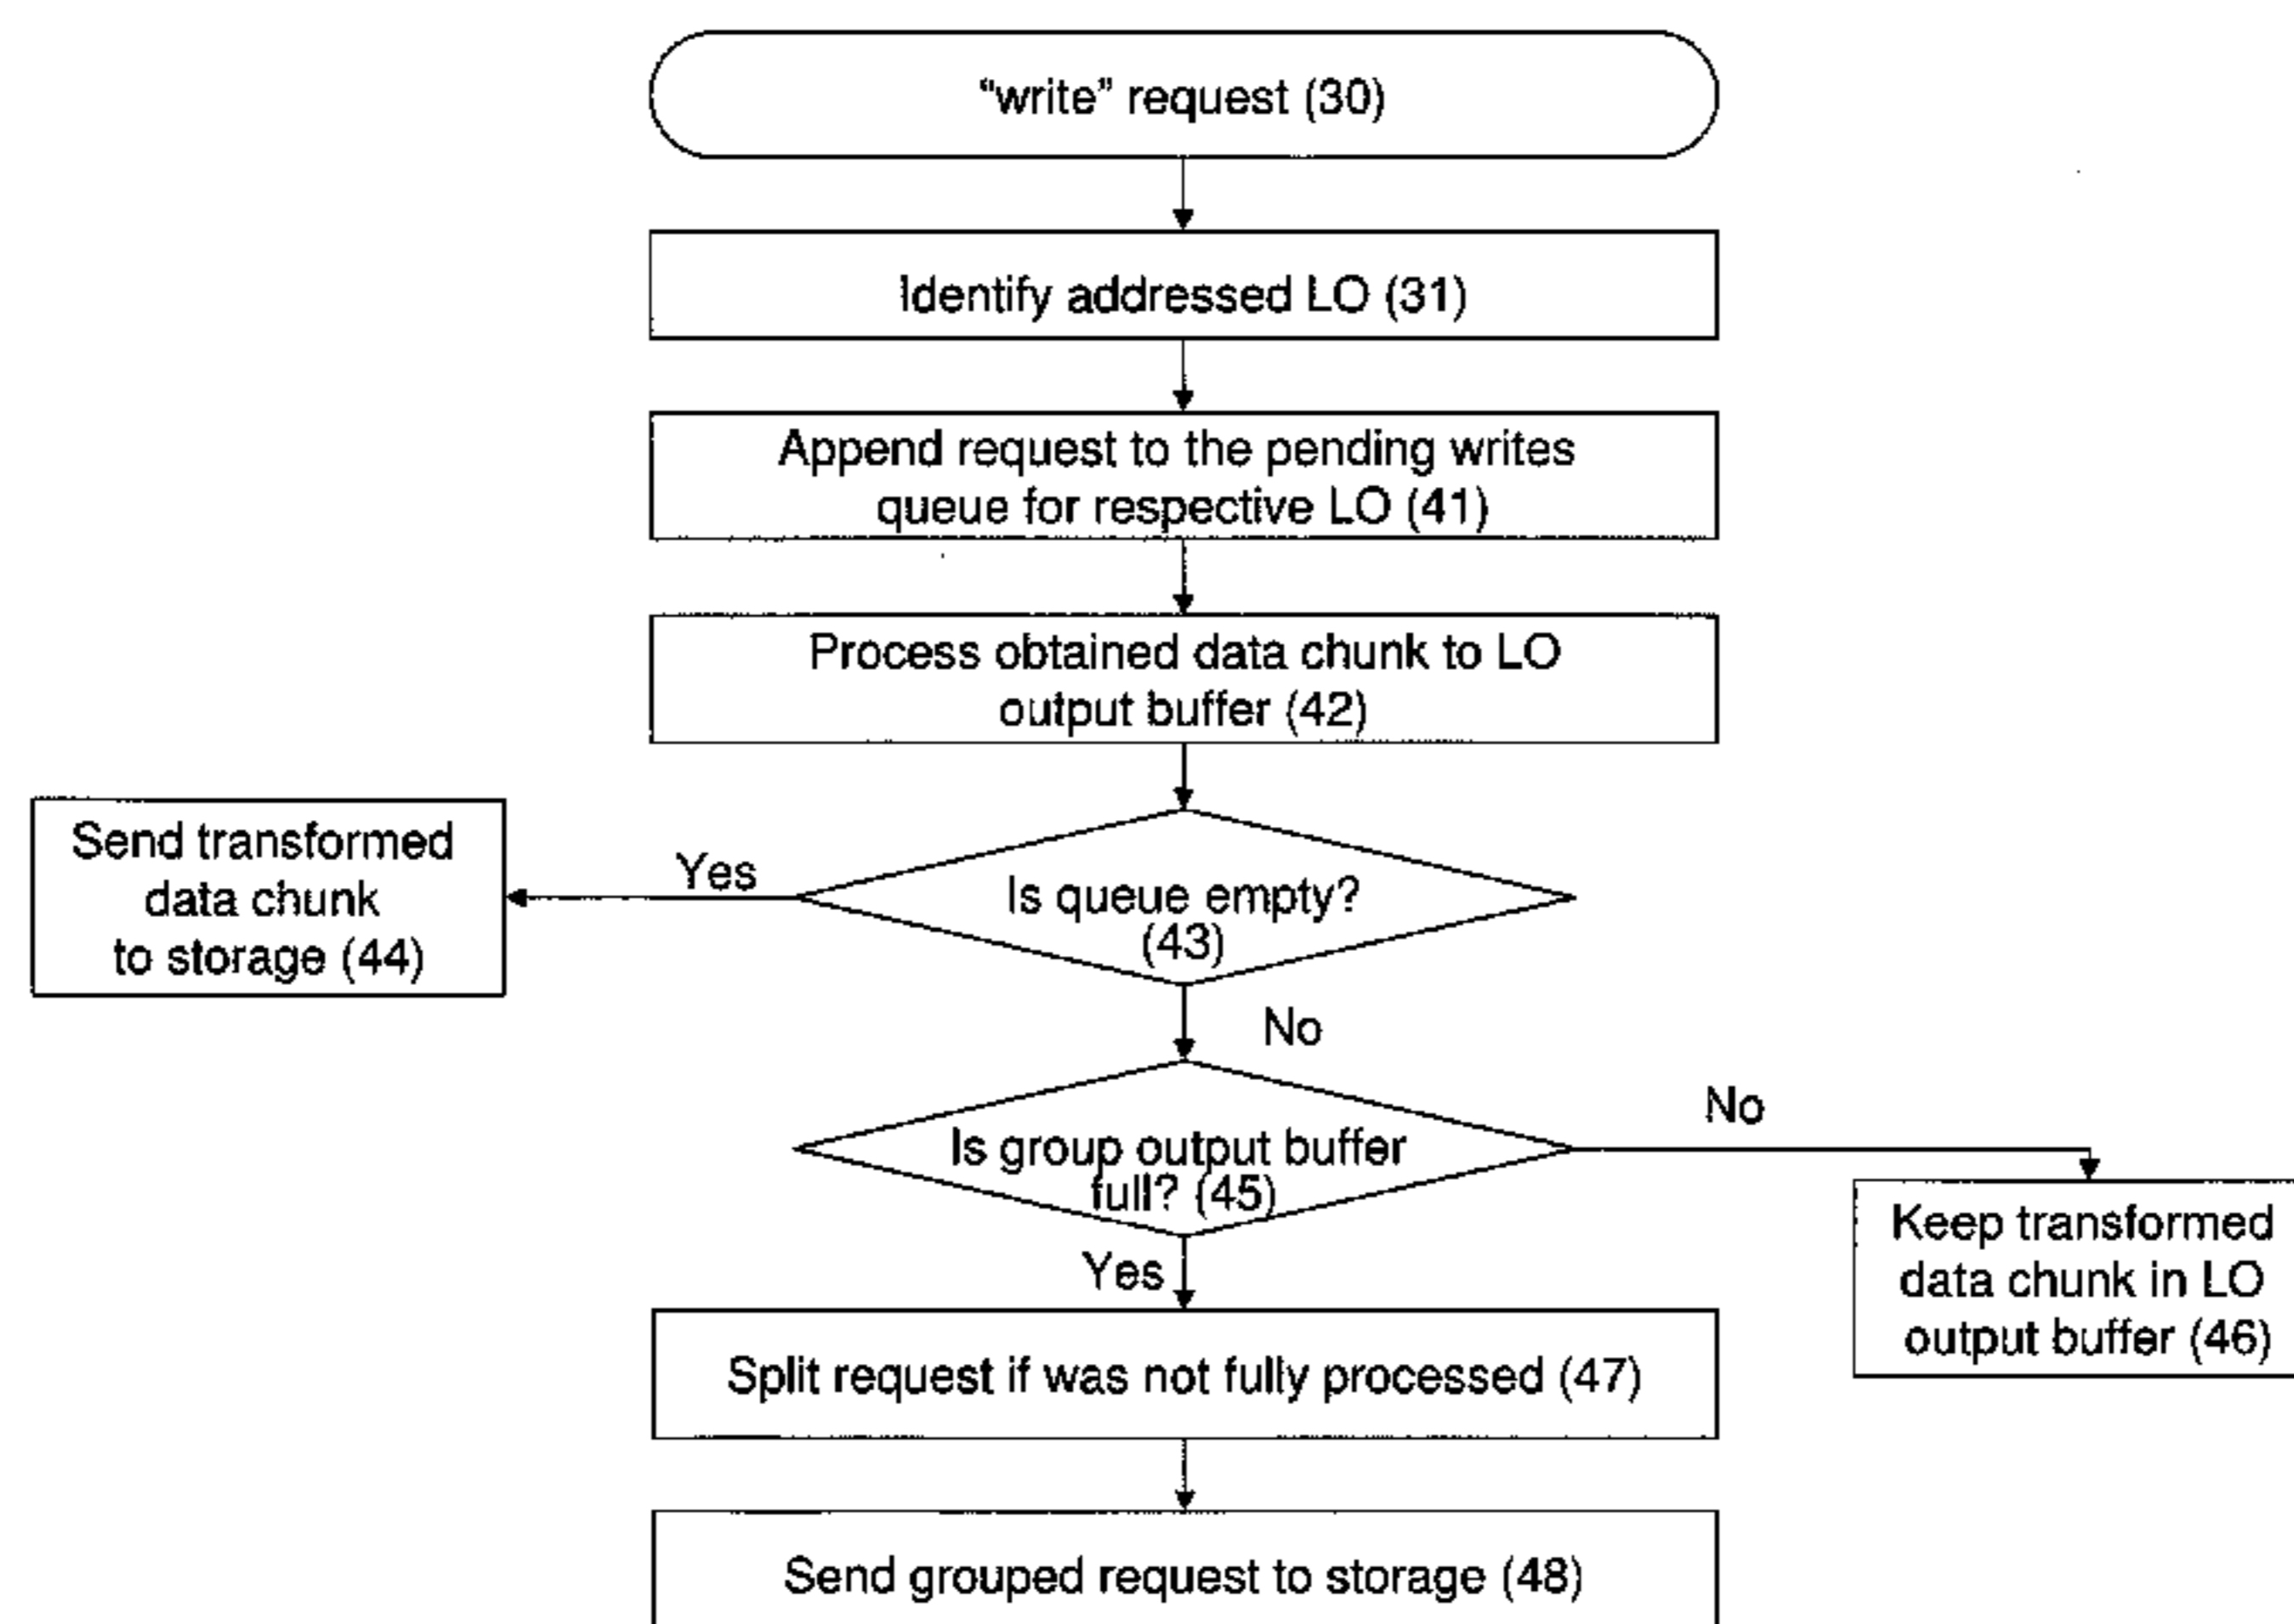 “write” request (30)
Identify addressed LO (31)
Append request to the pending writes
queue for respective LO (41)
Process obtained data chunk to LO
output buffer (42)
Send transformed
data chunk
to storage (44)
Yes
Is queue empty?
(43)
No
Is group output buffer
full? (45)
No
Keep transformed
data chunk in LO
output buffer (46)
Yes
Split request if was not fully processed (47)
Send grouped request to storage (48)